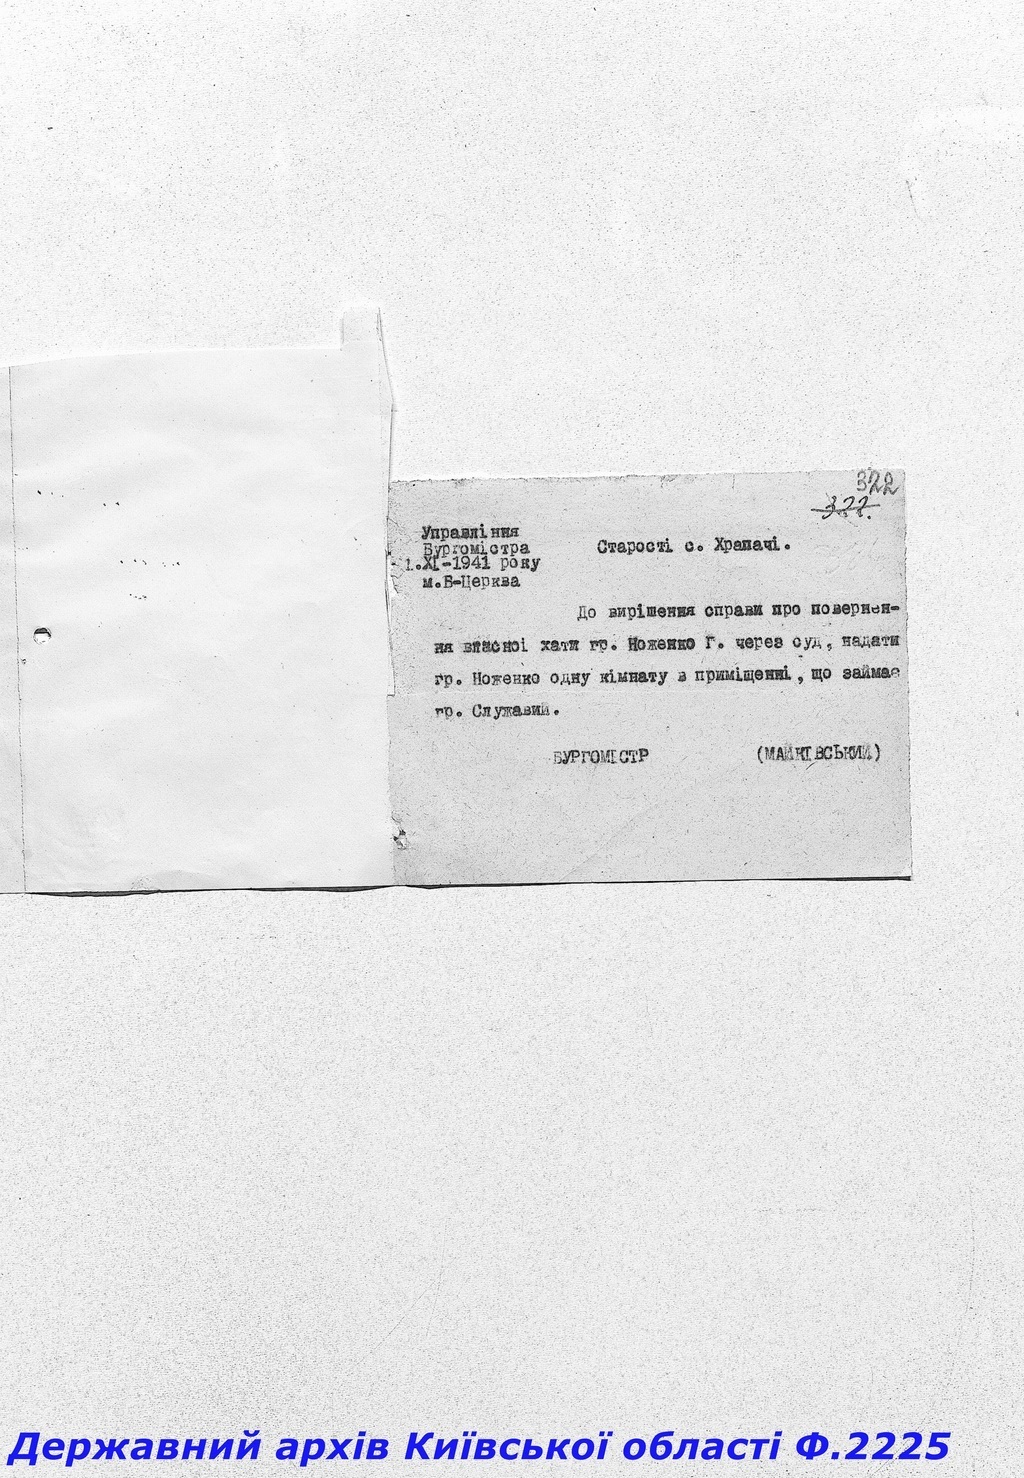 322
322.
Управління
Бургомістра
1.XI-1941 року
м.Б-Церква
Старості с. Храпачі.
До вирішення справи про повернен-
ня власної хати гр. Ноженко Г. через суд, надати
гр. Ноженко одну кімнату в приміщенні, що займає
гр. Служавий.
БУРГОМІСТР (МАЙКІВСЬКИЙ)
Державний архів Київської області Ф.2225